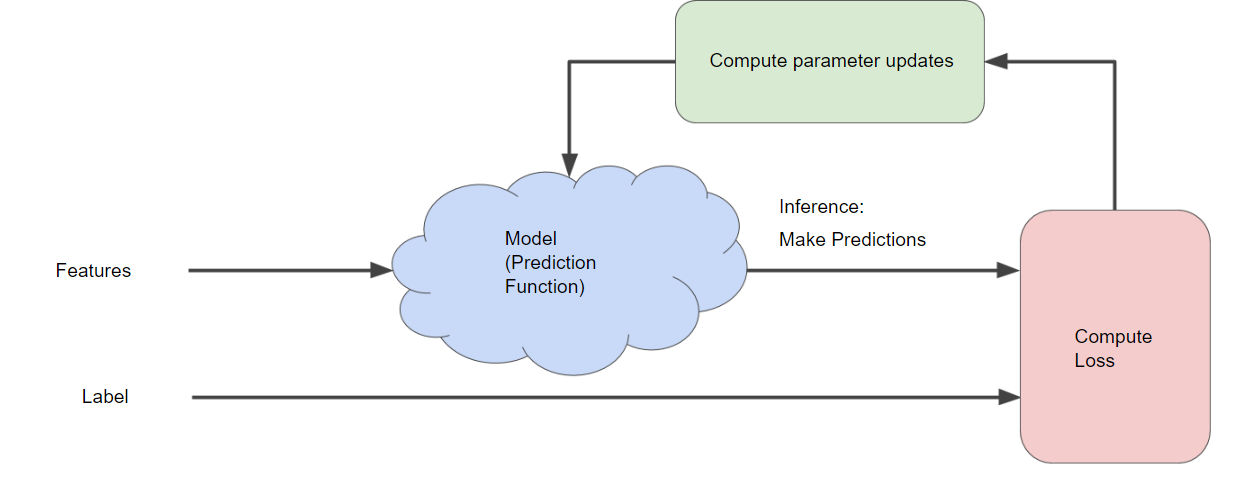 Compute parameter updates
Inference:
Make Predictions
Model
(Prediction
Function)
Features
Compute
Loss
Label